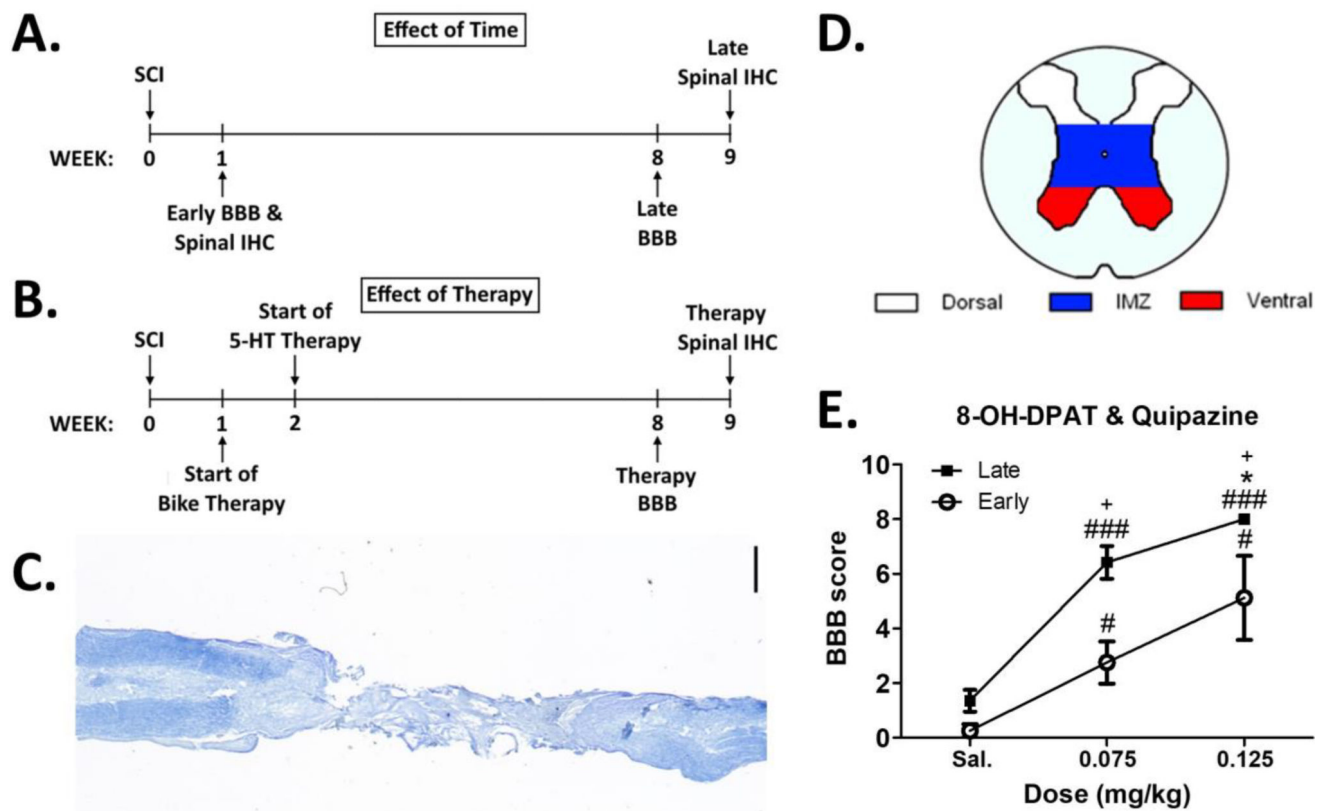 A.
Effect of Time
SCI
Late
Spinal IHC
WEEK: 0 1 8 9
Early BBB &
Spinal IHC
Late
BBB
B.
Effect of Therapy
SCI
Start of
5-HT Therapy
Therapy
Spinal IHC
WEEK: 0 1 2 8 9
Start of
Bike Therapy
Therapy
BBB
C.
D.
Dorsal IMZ Ventral
E.
8-OH-DPAT & Quipazine
Late
Early
BBB score
10
8
6
4
2
0
+
###
#
+
*
###
#
Sal. 0.075 0.125
Dose (mg/kg)